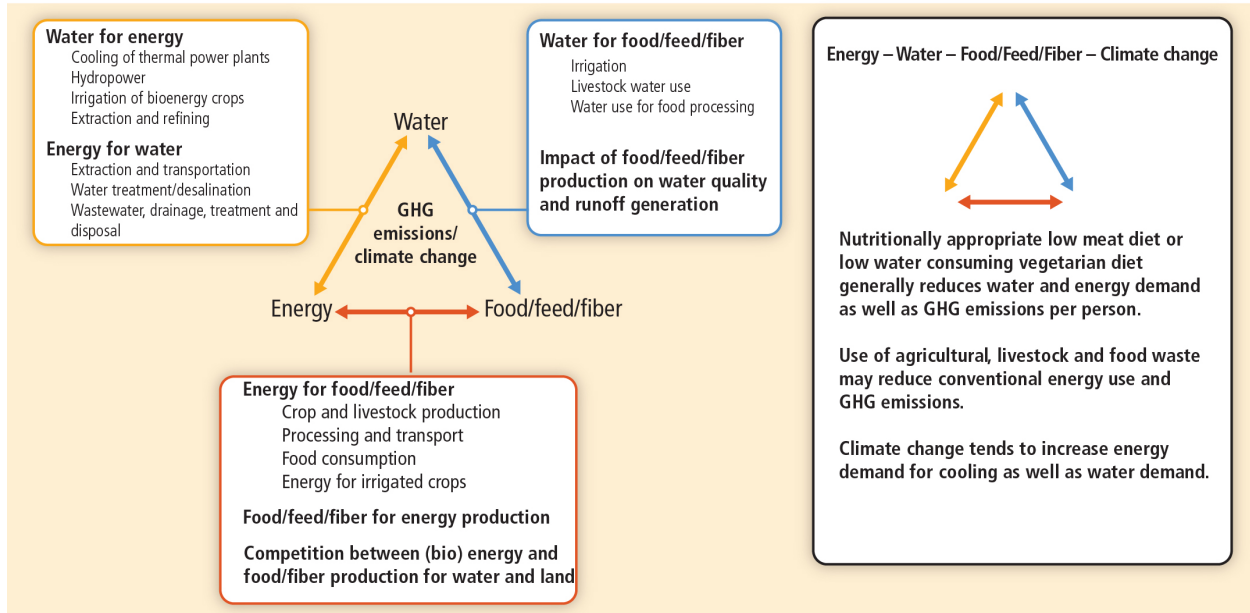 Water for energy
Cooling of thermal power plants
Hydropower
Irrigation of bioenergy crops
Extraction and refining
Energy for water
Extraction and transportation
Water treatment/desalination
Wastewater, drainage, treatment and
disposal
Water for food/feed/fiber
Irrigation
Livestock water use
Water use for food processing
Impact of food/feed/fiber
production on water quality
and runoff generation
Water
GHG
emissions/
climate change
Energy
Food/feed/fiber
Energy for food/feed/fiber
Crop and livestock production
Processing and transport
Food consumption
Energy for irrigated crops
Food/feed/fiber for energy production
Competition between (bio) energy and
food/fiber production for water and land
Energy – Water – Food/Feed/Fiber – Climate change
Nutritionally appropriate low meat diet or
low water consuming vegetarian diet
generally reduces water and energy demand
as well as GHG emissions per person.
Use of agricultural, livestock and food waste
may reduce conventional energy use and
GHG emissions.
Climate change tends to increase energy
demand for cooling as well as water demand.